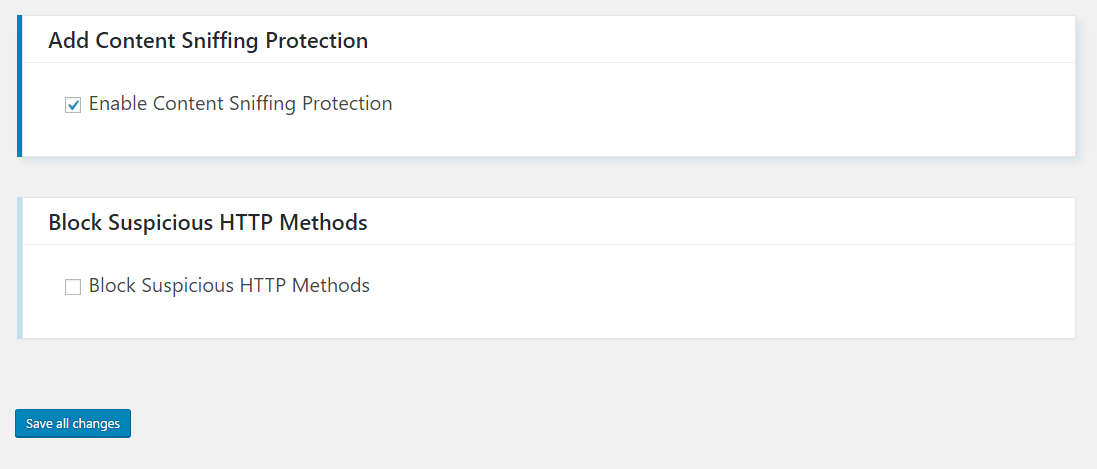 Add Content Sniffing Protection
Enable Content Sniffing Protection
Block Suspicious HTTP Methods
Block Suspicious HTTP Methods
Save all changes